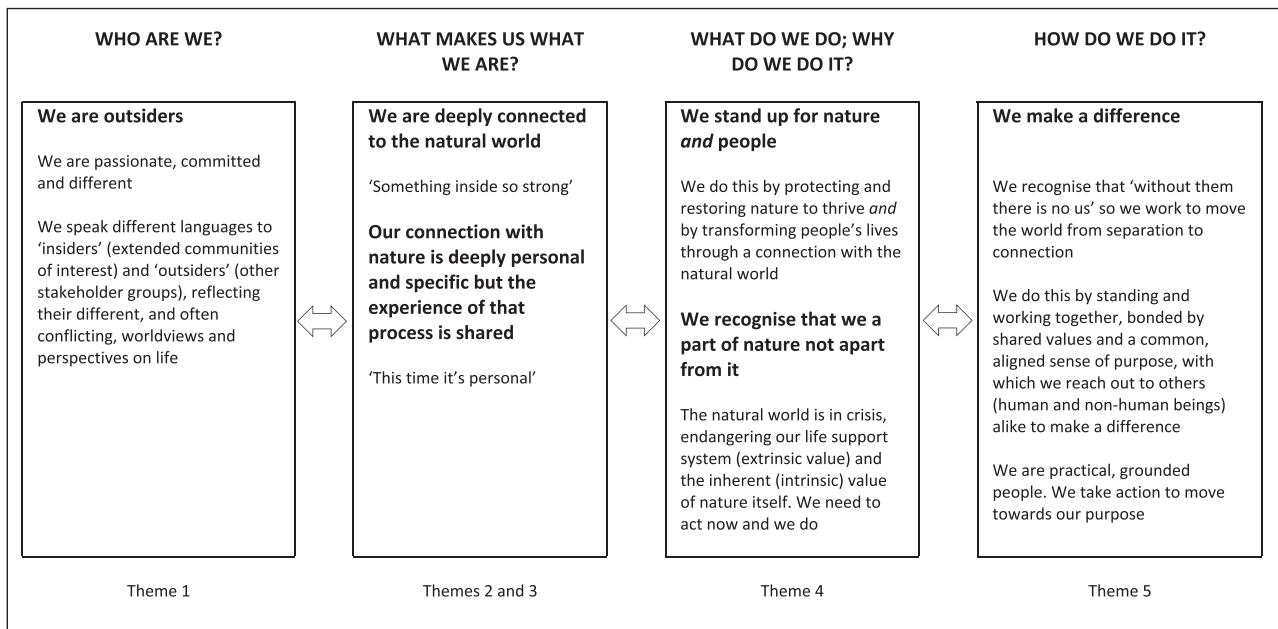 WHO ARE WE?
WHAT MAKES US WHAT
WE ARE?
WHAT DO WE DO; WHY
DO WE DO IT?
HOW DO WE DO IT?
We are outsiders
We are passionate, committed
and different
We speak different languages to
‘insiders’ (extended communities
of interest) and ‘outsiders’ (other
stakeholder groups), reflecting
their different, and often
conflicting, worldviews and
perspectives on life
We are deeply connected
to the natural world
‘Something inside so strong’
Our connection with
nature is deeply personal
and specific but the
experience of that
process is shared
‘This time it’s personal’
We stand up for nature
and people
We do this by protecting and
restoring nature to thrive and
by transforming people’s lives
through a connection with the
natural world
We recognise that we a
part of nature not apart
from it
The natural world is in crisis,
endangering our life support
system (extrinsic value) and
the inherent (intrinsic) value
of nature itself. We need to
act now and we do
We make a difference
We recognise that ‘without them
there is no us’ so we work to move
the world from separation to
connection
We do this by standing and
working together, bonded by
shared values and a common,
aligned sense of purpose, with
which we reach out to others
(human and non-human beings)
alike to make a difference
We are practical, grounded
people. We take action to move
towards our purpose
Theme 1
Themes 2 and 3
Theme 4
Theme 5